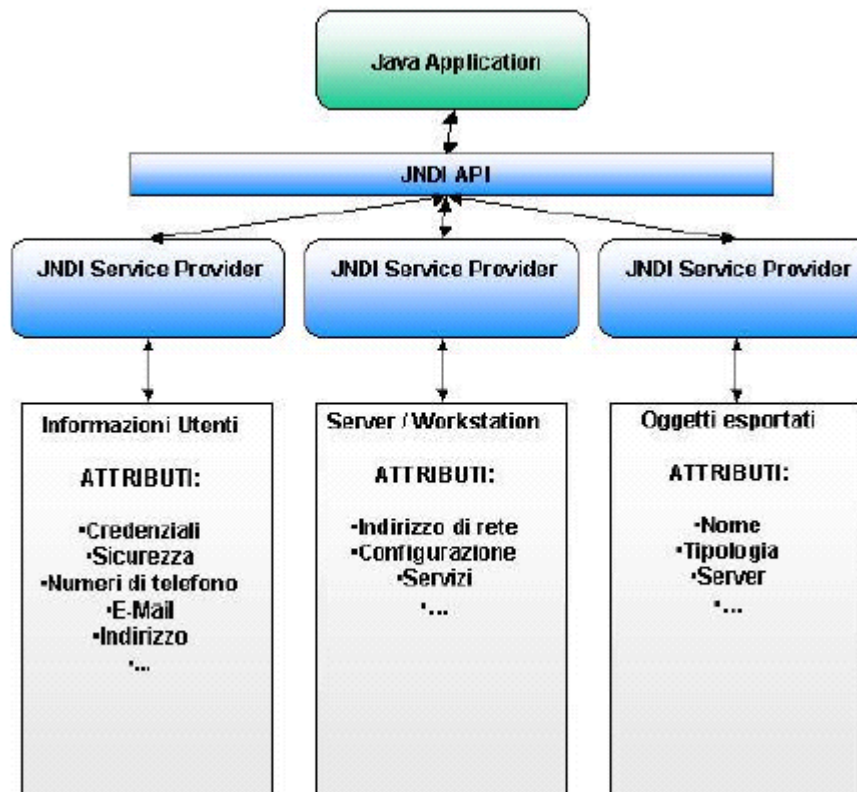 Java Application
JNDI API
JNDI Service Provider
JNDI Service Provider
JNDI Service Provider
Informazioni Utenti
ATTRIBUTI:
•Credenziali
•Sicurezza
•Numeri di telefono
•E-Mail
•Indirizzo
•...
Server / Workstation
ATTRIBUTI:
•Indirizzo di rete
•Configurazione
•Servizi
•...
Oggetti esportati
ATTRIBUTI:
•Nome
•Tipologia
•Server
•...